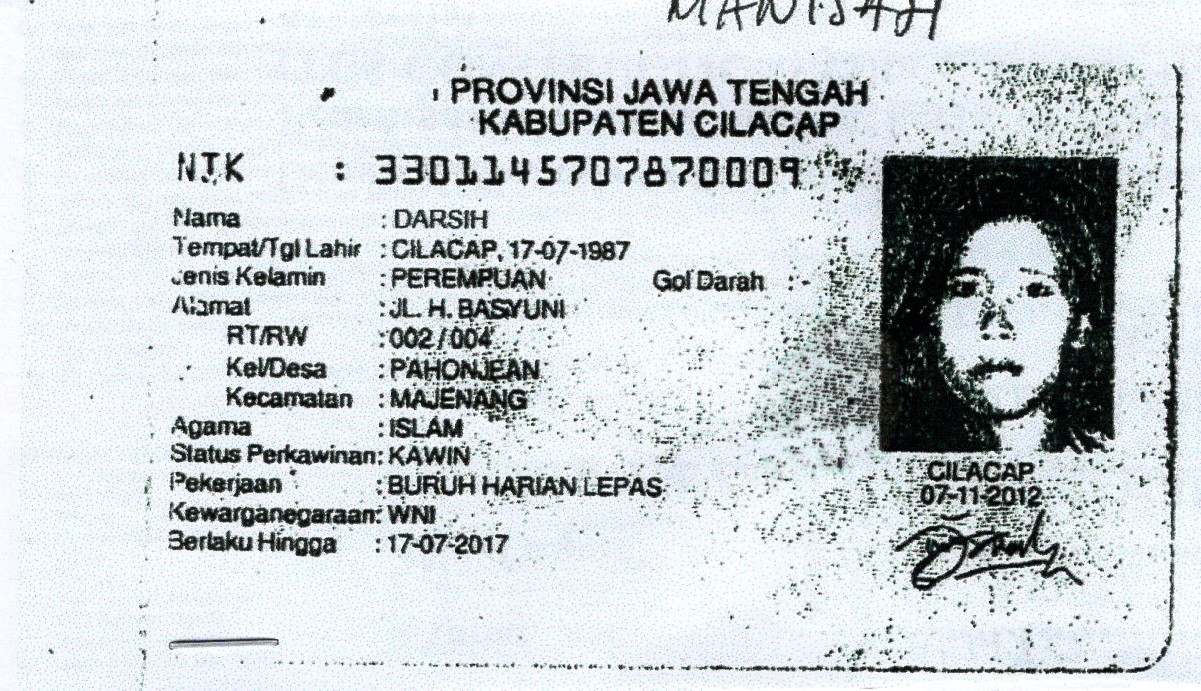 MANISAH
PROVINSI JAWA TENGAH
KABUPATEN CILACAP
NIK : 3301145707870009
Nama : DARSIH
Tempat/Tgl Lahir : CILACAP, 17-07-1987
Jenis Kelamin : PEREMPUAN Gol Darah : -
Alamat : JL. H. BASYUNI
RT/RW : 002 / 004
Kel/Desa : PAHONJEAN
Kecamatan : MAJENANG
Agama : ISLAM
Status Perkawinan: KAWIN
Pekerjaan : BURUH HARIAN LEPAS
Kewarganegaraan: WNI
Berlaku Hingga : 17-07-2017
CILACAP
07-11-2012